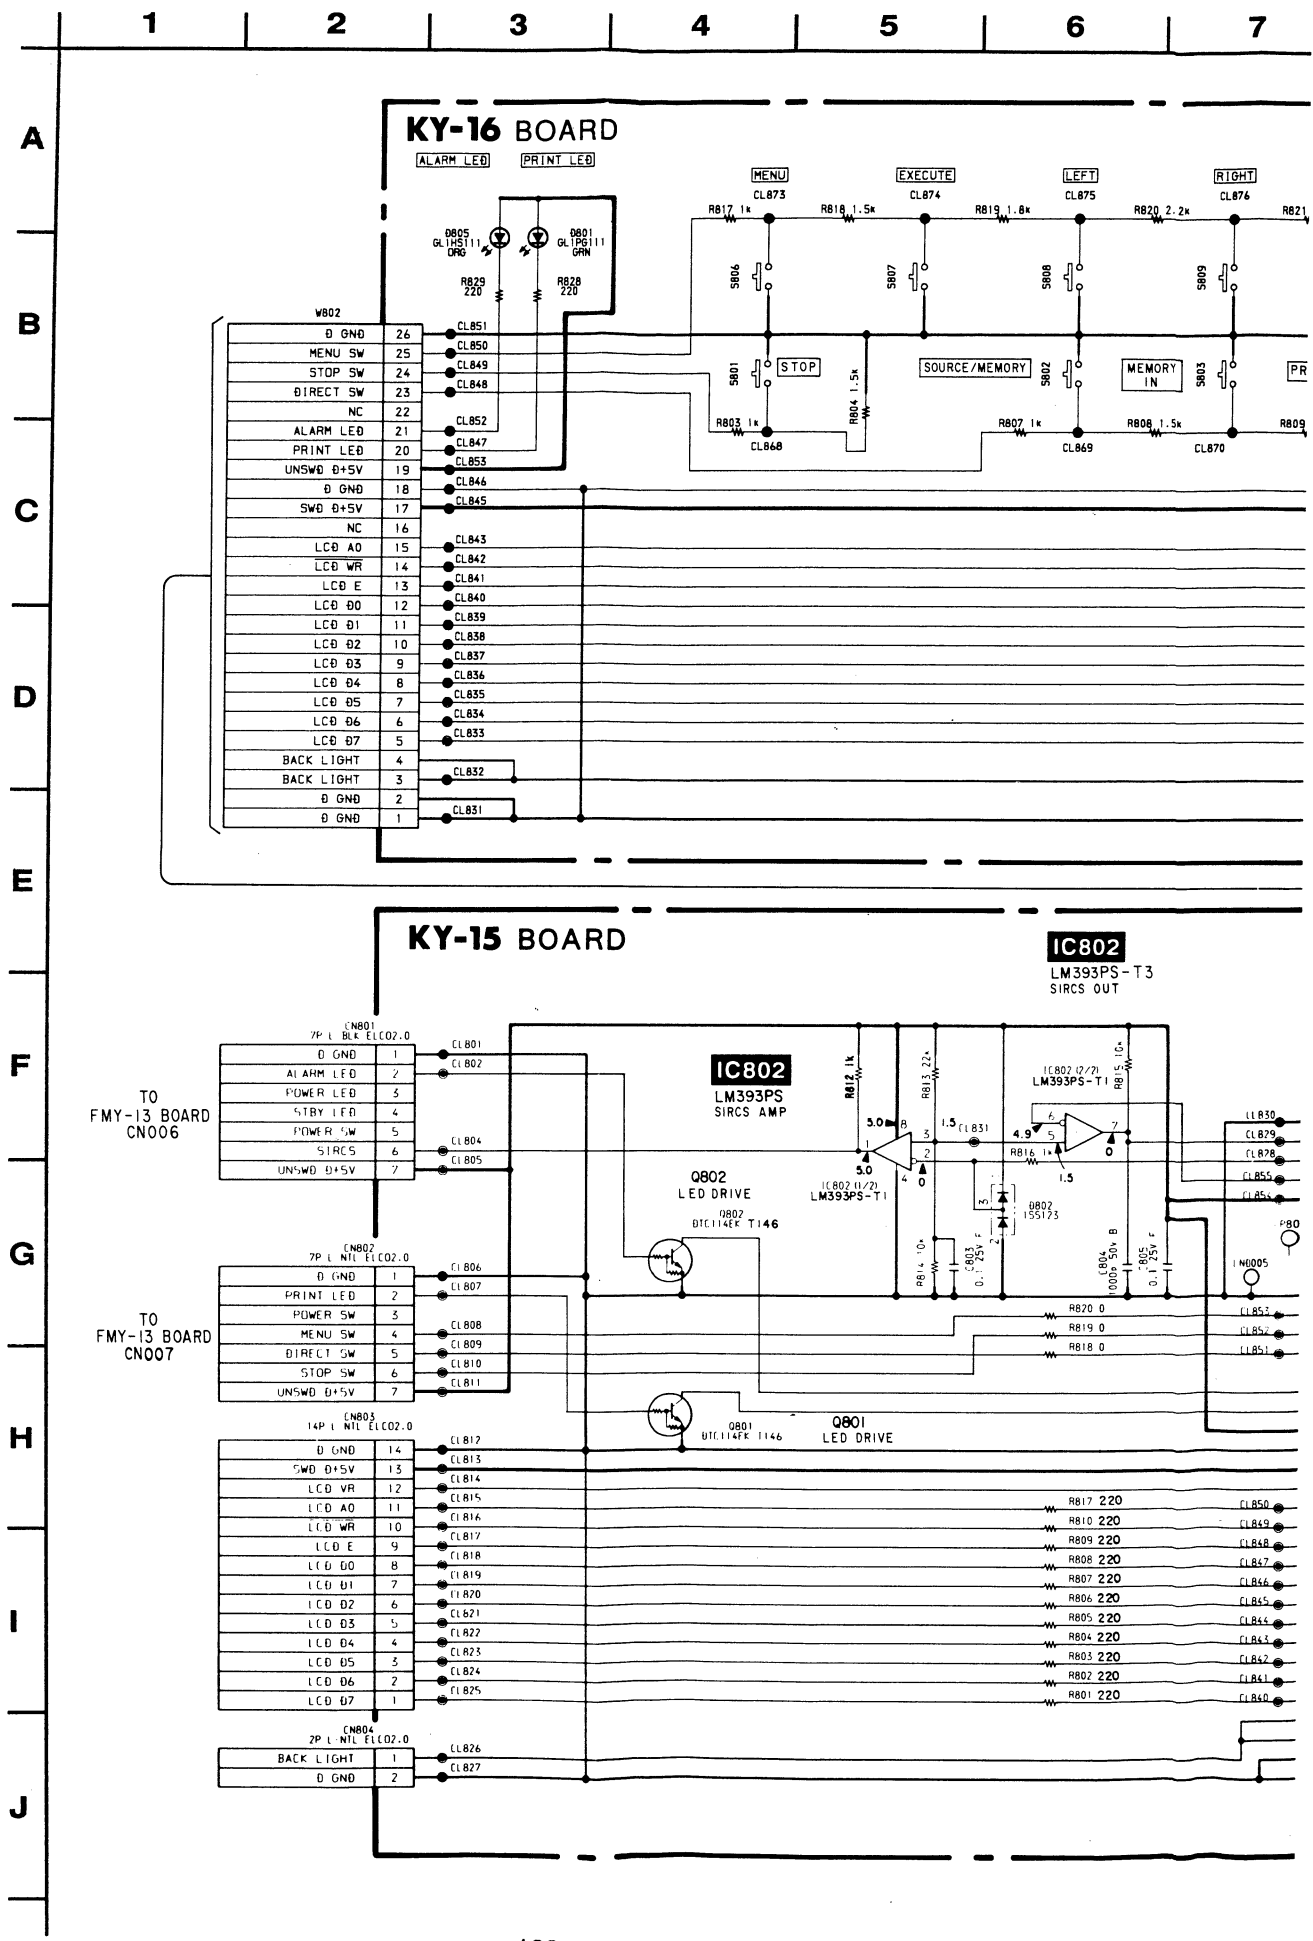 1 2 3 4 5 6 7
A
KY-16 BOARD
ALARM LED PRINT LED
MENU EXECUTE LEFT RIGHT
CL873 CL874 CL875 CL876
R817 1k R818 1.5k R819 1.8k R820 2.2k R821
D805 GL1HS111 ORG
D801 GL1PG111 GRN
R829 220
R828 220
S806 S807 S808 S809
B
W802
D GND 26 CL851
MENU SW 25 CL850
STOP SW 24 CL849
DIRECT SW 23 CL848
NC 22
ALARM LED 21 CL852
PRINT LED 20 CL847
UNSWD D+5V 19 CL853
D GND 18 CL846
SWD D+5V 17 CL845
NC 16
LCD A0 15 CL843
LCD WR 14 CL842
LCD E 13 CL841
LCD D0 12 CL840
LCD D1 11 CL839
LCD D2 10 CL838
LCD D3 9 CL837
LCD D4 8 CL836
LCD D5 7 CL835
LCD D6 6 CL834
LCD D7 5 CL833
BACK LIGHT 4
BACK LIGHT 3 CL832
D GND 2
D GND 1 CL831
S801 STOP R804 1.5k SOURCE/MEMORY S802 MEMORY IN S803 PR
R803 1k R807 1k R808 1.5k R809
CL868 CL869 CL870
C
D
E
KY-15 BOARD
IC802
LM393PS-T3
SIRCS OUT
F
TO
FMY-13 BOARD
CN006
CN801
7P L BLK ELCO2.0
D GND 1 CL801
ALARM LED 2 CL802
POWER LED 3
STBY LED 4
POWER SW 5
SIRCS 6 CL804
UNSWD D+5V 7 CL805
IC802
LM393PS
SIRCS AMP
R812 1k
R813 22k
R815 10k
IC802 (2/2)
LM393PS-T1
5.0 8 3 1.5 CL831 6 4.9 5 7 0
1 5.0 2 0 4 R816 1k 1.5
IC802 (1/2)
LM393PS-T1
3 D802 1SS123 2
CL830
CL829
CL828
CL855
CL854
Q802
LED DRIVE
Q802
DTC114EK T146
R814 10k
C803 0.1 25V F
C804 1000p 50V B
C805 0.1 25V F
P80
G
TO
FMY-13 BOARD
CN007
CN802
7P L NTL ELCO2.0
D GND 1 CL806
PRINT LED 2 CL807
POWER SW 3
MENU SW 4 CL808
DIRECT SW 5 CL809
STOP SW 6 CL810
UNSWD D+5V 7 CL811
R820 0 CL853
R819 0 CL852
R818 0 CL851
H
Q801
DTC114EK T146
Q801
LED DRIVE
CN803
14P L NTL ELCO2.0
D GND 14 CL812
SWD D+5V 13 CL813
LCD VR 12 CL814
LCD A0 11 CL815 R817 220 CL850
LCD WR 10 CL816 R810 220 CL849
LCD E 9 CL817 R809 220 CL848
LCD D0 8 CL818 R808 220 CL847
LCD D1 7 CL819 R807 220 CL846
LCD D2 6 CL820 R806 220 CL845
LCD D3 5 CL821 R805 220 CL844
LCD D4 4 CL822 R804 220 CL843
LCD D5 3 CL823 R803 220 CL842
LCD D6 2 CL824 R802 220 CL841
LCD D7 1 CL825 R801 220 CL840
I
CN804
2P L NTL ELCO2.0
BACK LIGHT 1 CL826
D GND 2 CL827
J